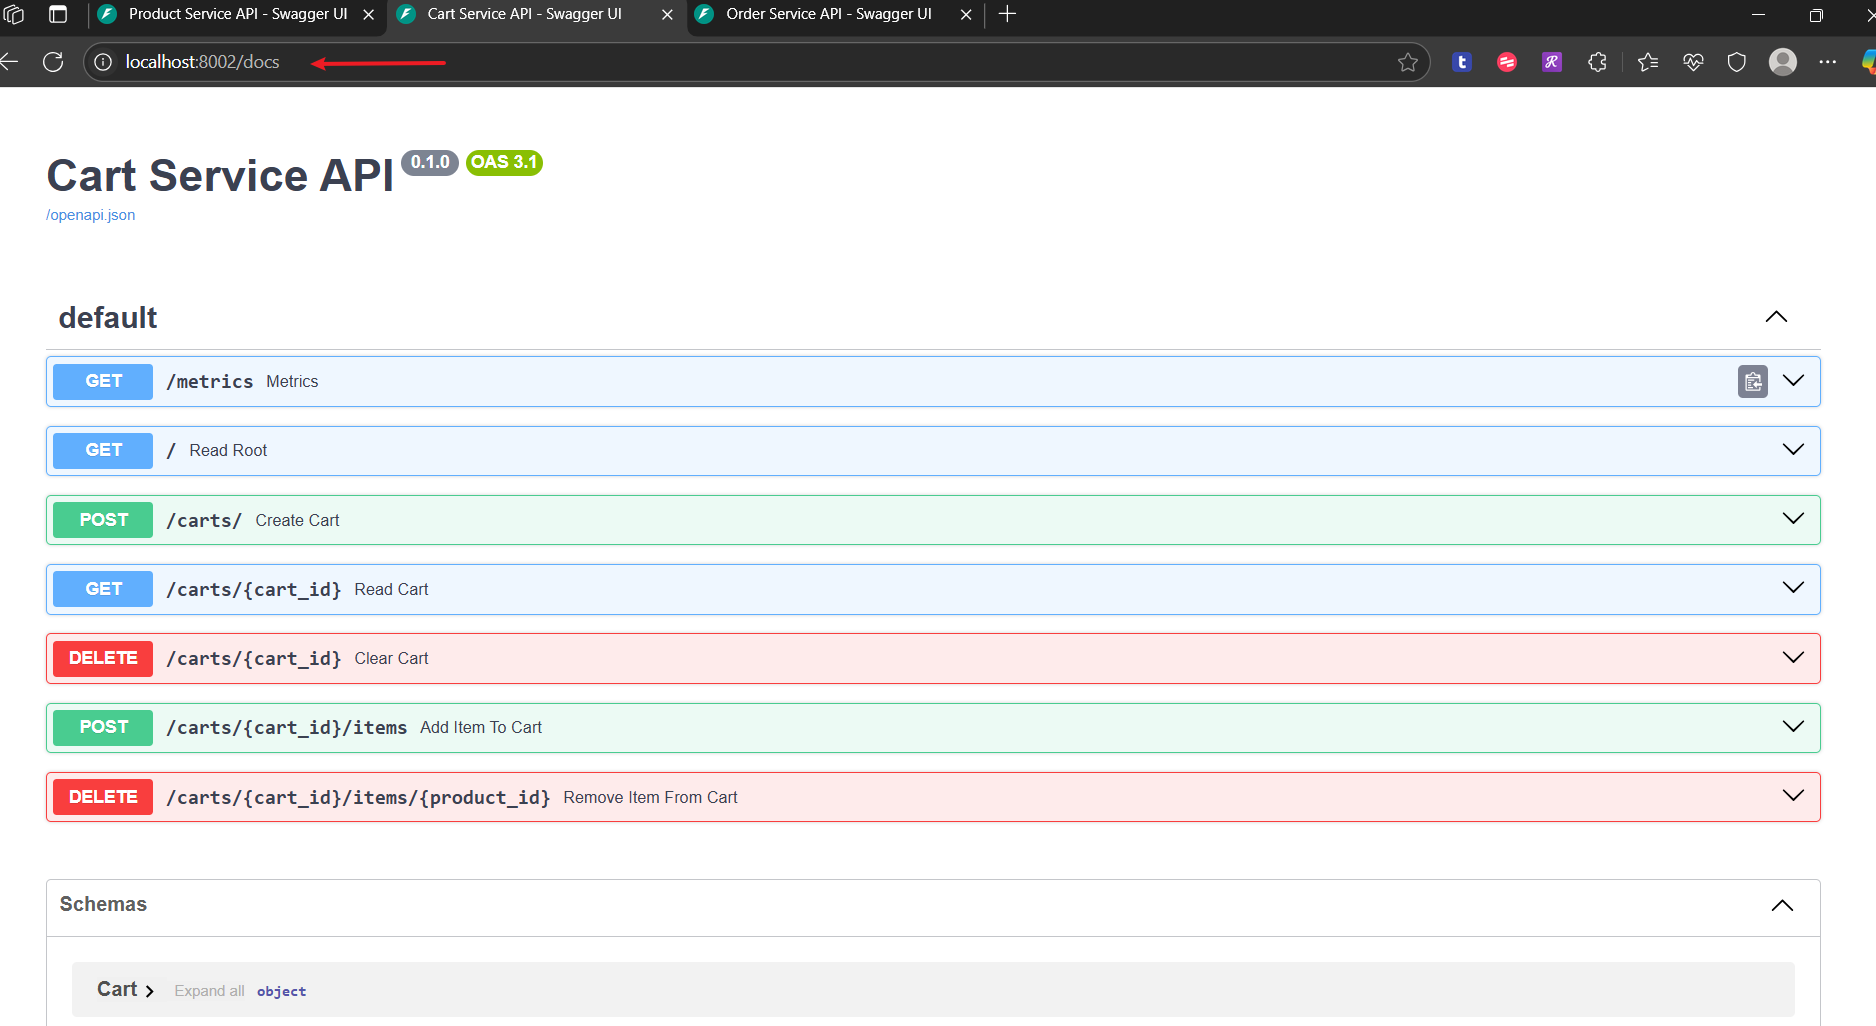 Product Service API - Swagger UI
Cart Service API - Swagger UI
Order Service API - Swagger UI
localhost:8002/docs
Cart Service API 0.1.0 OAS 3.1
/openapi.json
default
GET /metrics Metrics
GET / Read Root
POST /carts/ Create Cart
GET /carts/{cart_id} Read Cart
DELETE /carts/{cart_id} Clear Cart
POST /carts/{cart_id}/items Add Item To Cart
DELETE /carts/{cart_id}/items/{product_id} Remove Item From Cart
Schemas
Cart Expand all object